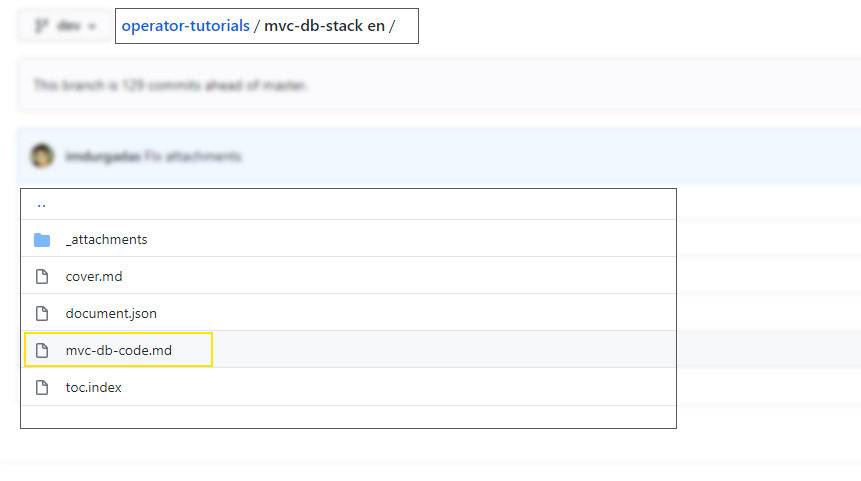 dev operator-tutorials / mvc-db-stack en /
This branch is 129 commits ahead of master.
imdurgadas Fix attachments
..
_attachments
cover.md
document.json
mvc-db-code.md
toc.index